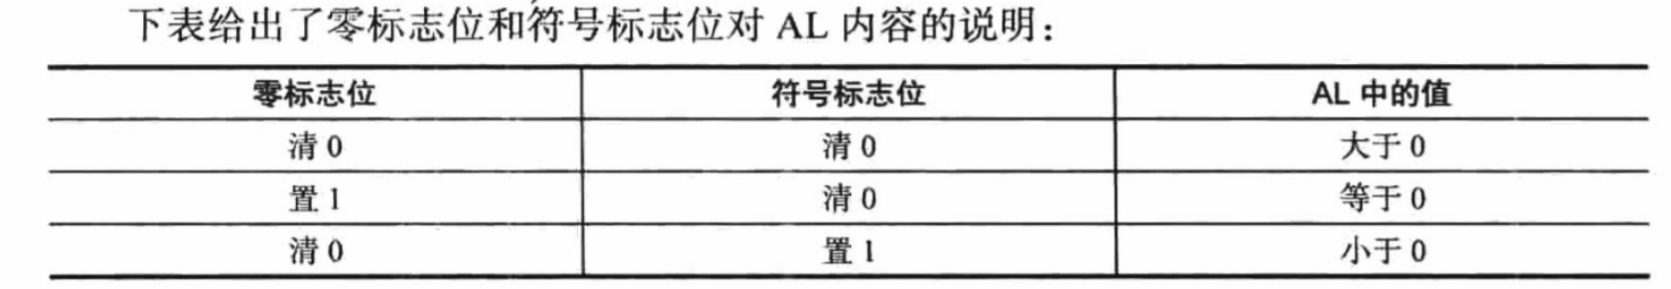 下表给出了零标志位和符号标志位对 AL 内容的说明：
零标志位 符号标志位 AL 中的值
清 0 清 0 大于 0
置 1 清 0 等于 0
清 0 置 1 小于 0